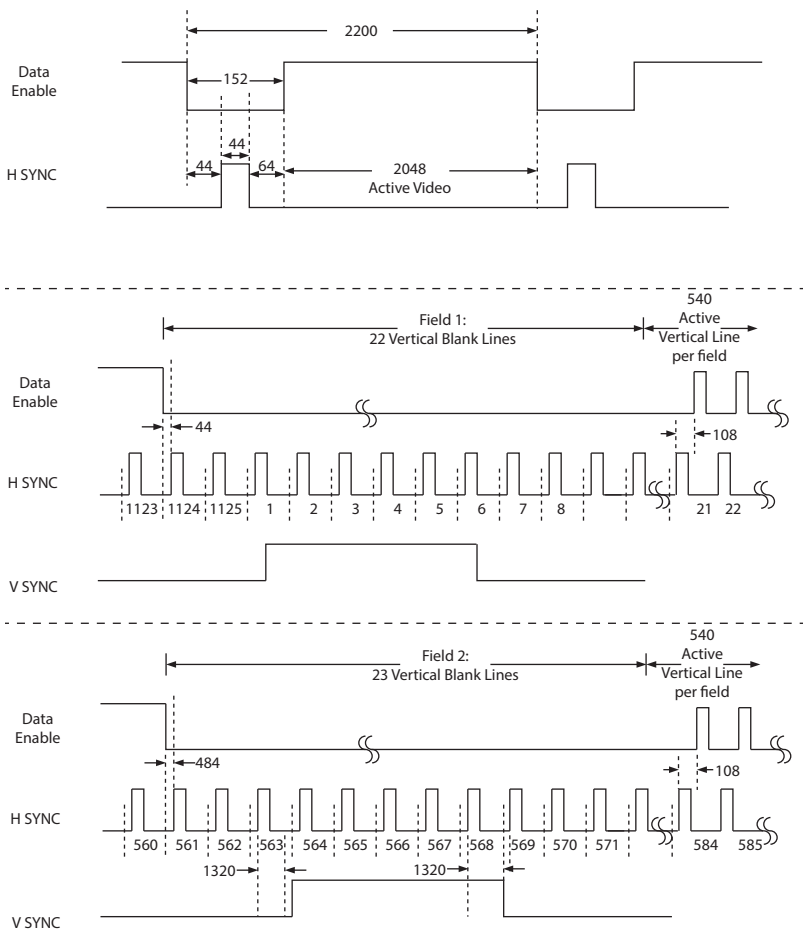 2200
Data
Enable
152
44
44
64
H SYNC
2048
Active Video
Field 1:
22 Vertical Blank Lines
540
Active
Vertical Line
per field
Data
Enable
44
108
H SYNC
1123 1124 1125 1 2 3 4 5 6 7 8 21 22
V SYNC
Field 2:
23 Vertical Blank Lines
540
Active
Vertical Line
per field
Data
Enable
484
108
H SYNC
560 561 562 563 564 565 566 567 568 569 570 571 584 585
1320 1320
V SYNC